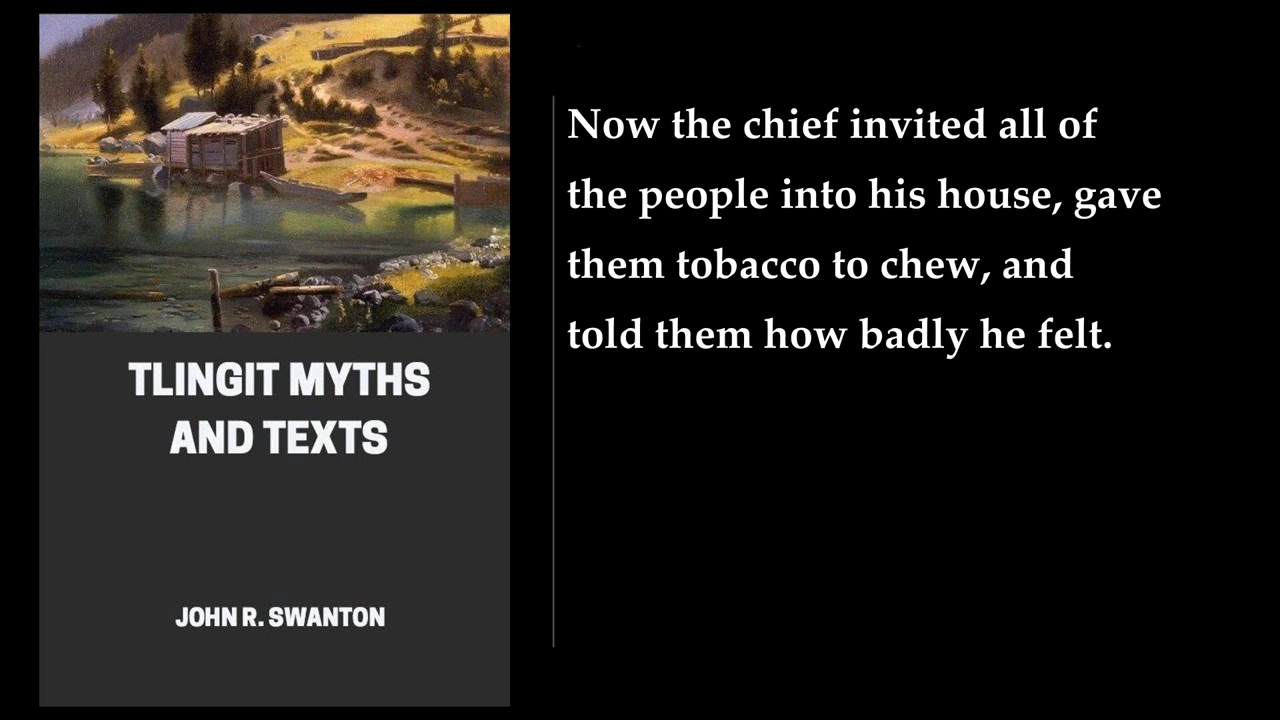 TLINGIT MYTHS
AND TEXTS
JOHN R. SWANTON
Now the chief invited all of
the people into his house, gave
them tobacco to chew, and
told them how badly he felt.